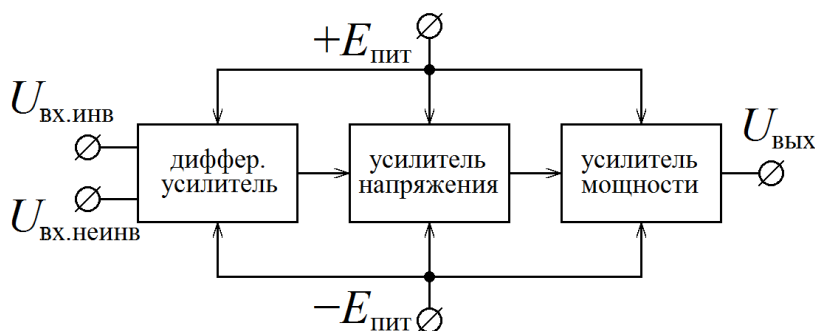 +Eпит
Uвх.инв
диффер.
усилитель
усилитель
напряжения
усилитель
мощности
Uвых
Uвх.неинв
−Eпит